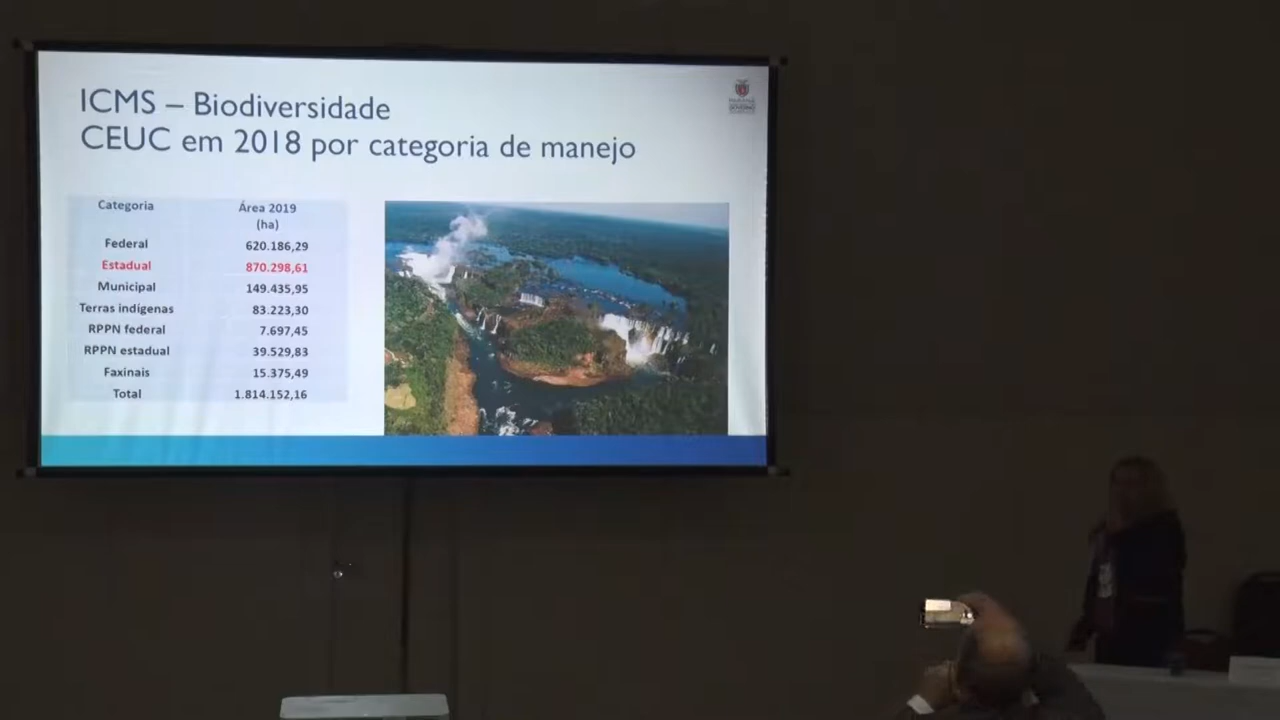 ICMS – Biodiversidade
CEUC em 2018 por categoria de manejo
Categoria Área 2019
(ha)
Federal 620.186,29
Estadual 870.298,61
Municipal 149.435,95
Terras indígenas 83.223,30
RPPN federal 7.697,45
RPPN estadual 39.529,83
Faxinais 15.375,49
Total 1.814.152,16